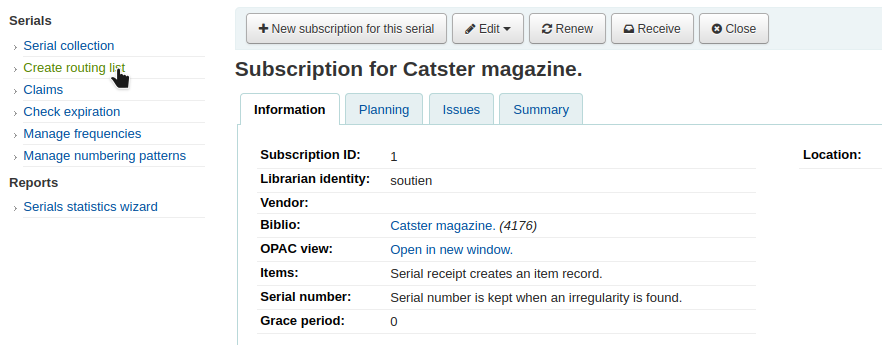 Serials
Serial collection
Create routing list
Claims
Check expiration
Manage frequencies
Manage numbering patterns
Reports
Serials statistics wizard
New subscription for this serial Edit Renew Receive Close
Subscription for Catster magazine.
Information Planning Issues Summary
Subscription ID: 1 Location:
Librarian identity: soutien
Vendor:
Biblio: Catster magazine. (4176)
OPAC view: Open in new window.
Items: Serial receipt creates an item record.
Serial number: Serial number is kept when an irregularity is found.
Grace period: 0